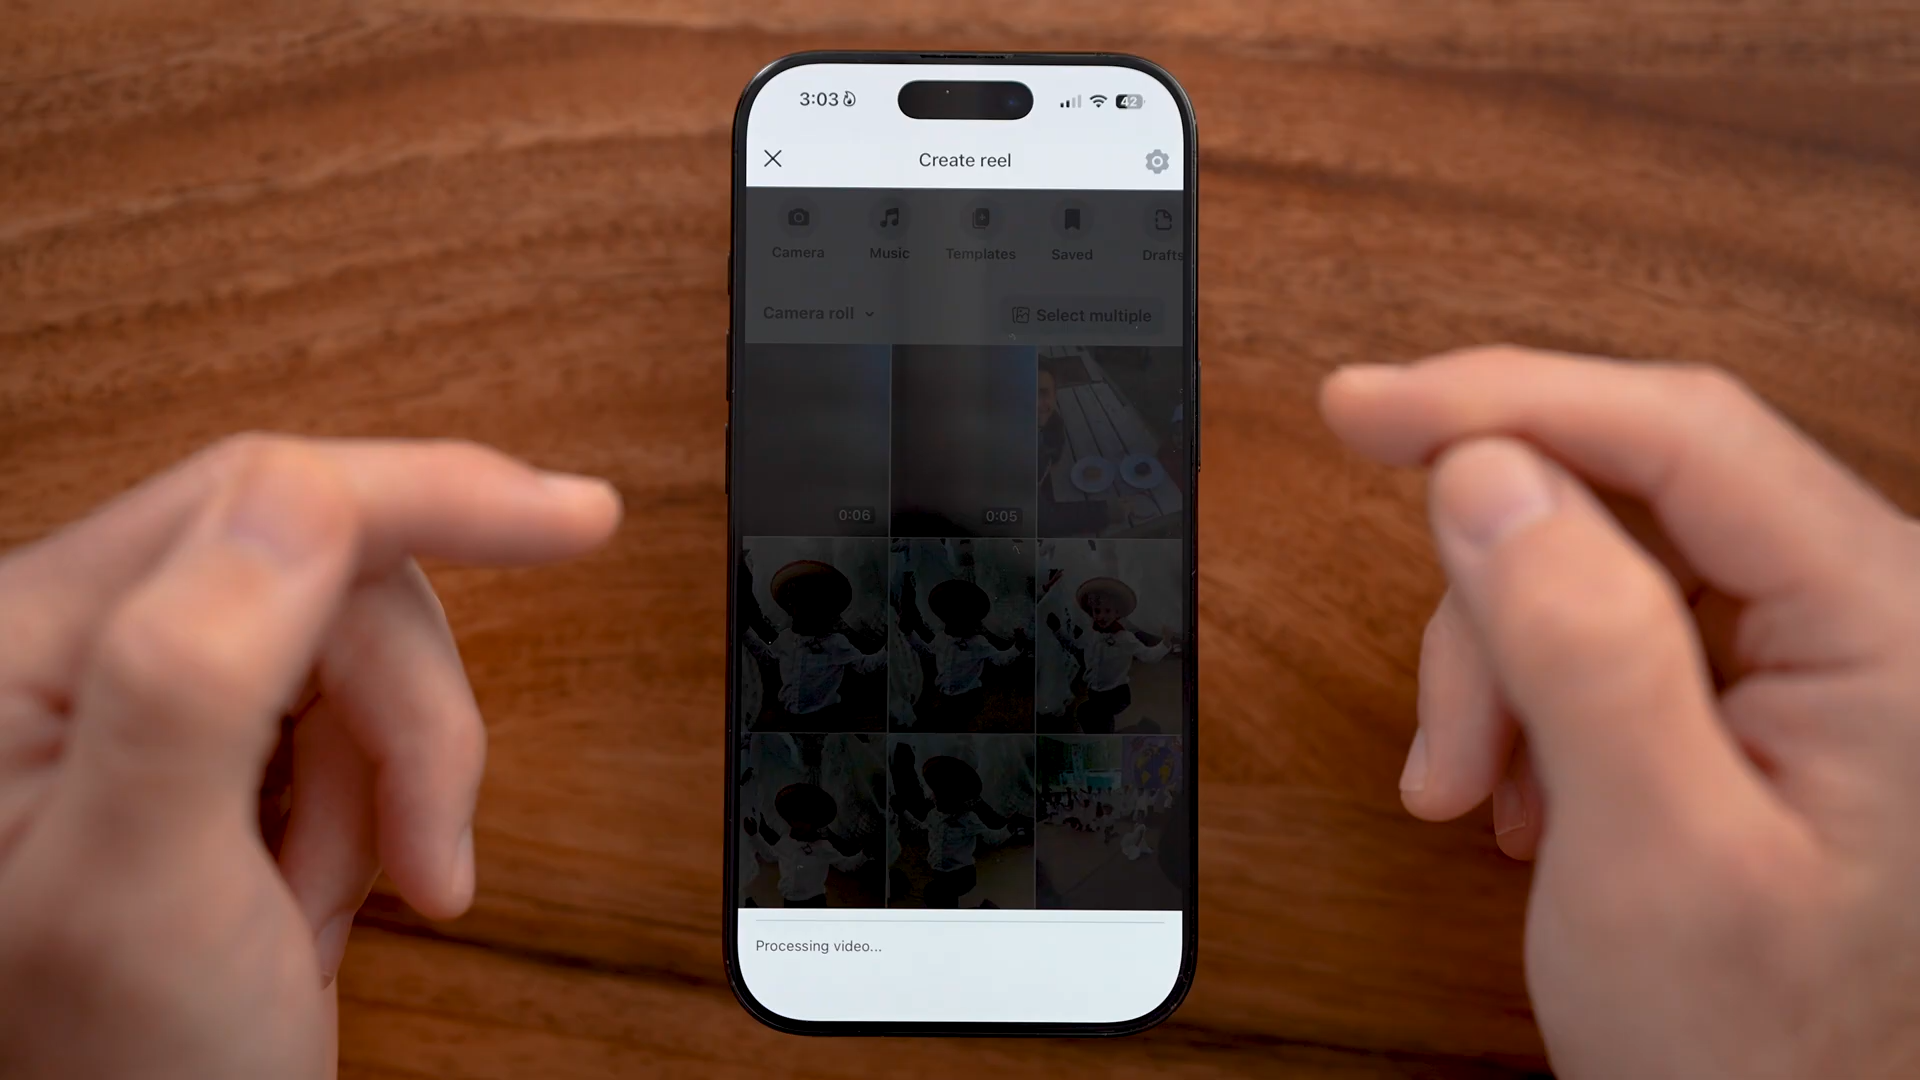 3:03
42
Create reel
Camera
Music
Templates
Saved
Drafts
Camera roll
Select multiple
0:06
0:05
Processing video...